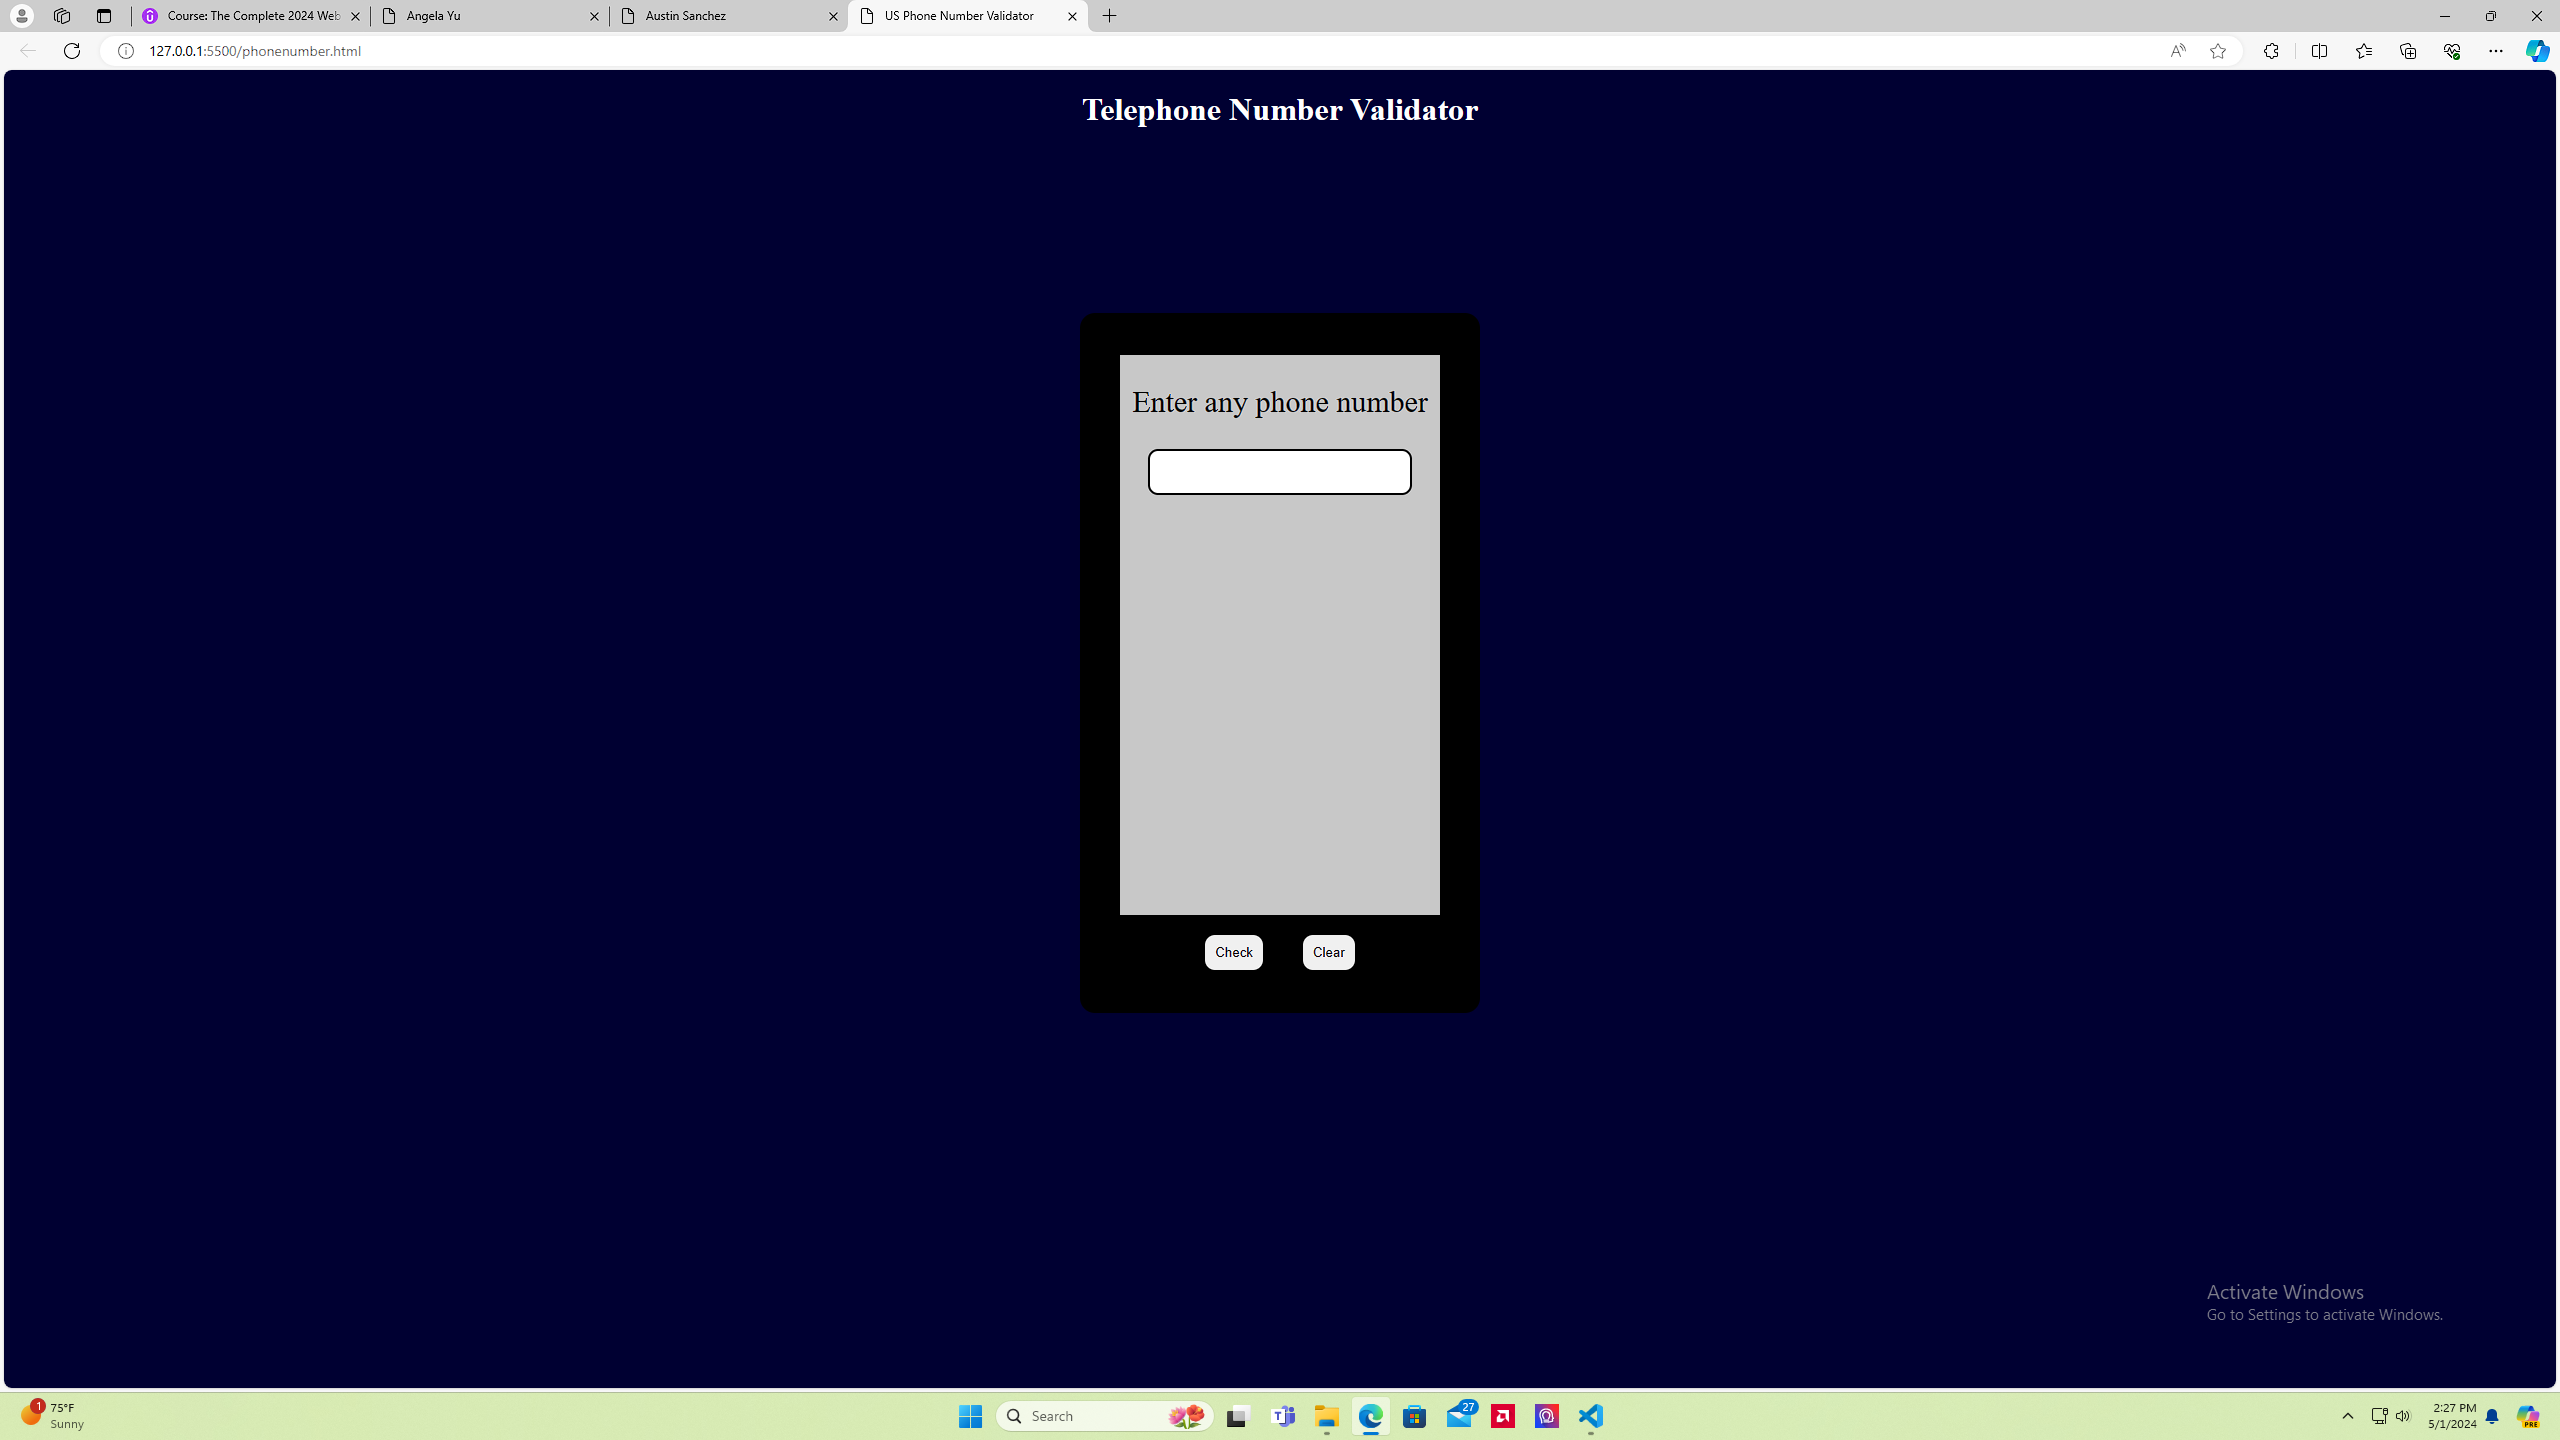 Course: The Complete 2024 Web
Angela Yu
Austin Sanchez
US Phone Number Validator
127.0.0.1:5500/phonenumber.html
Telephone Number Validator
Enter any phone number
Check
Clear
Activate Windows
Go to Settings to activate Windows.
1
75°F
Sunny
Search
27
2:27 PM
5/1/2024
PRE